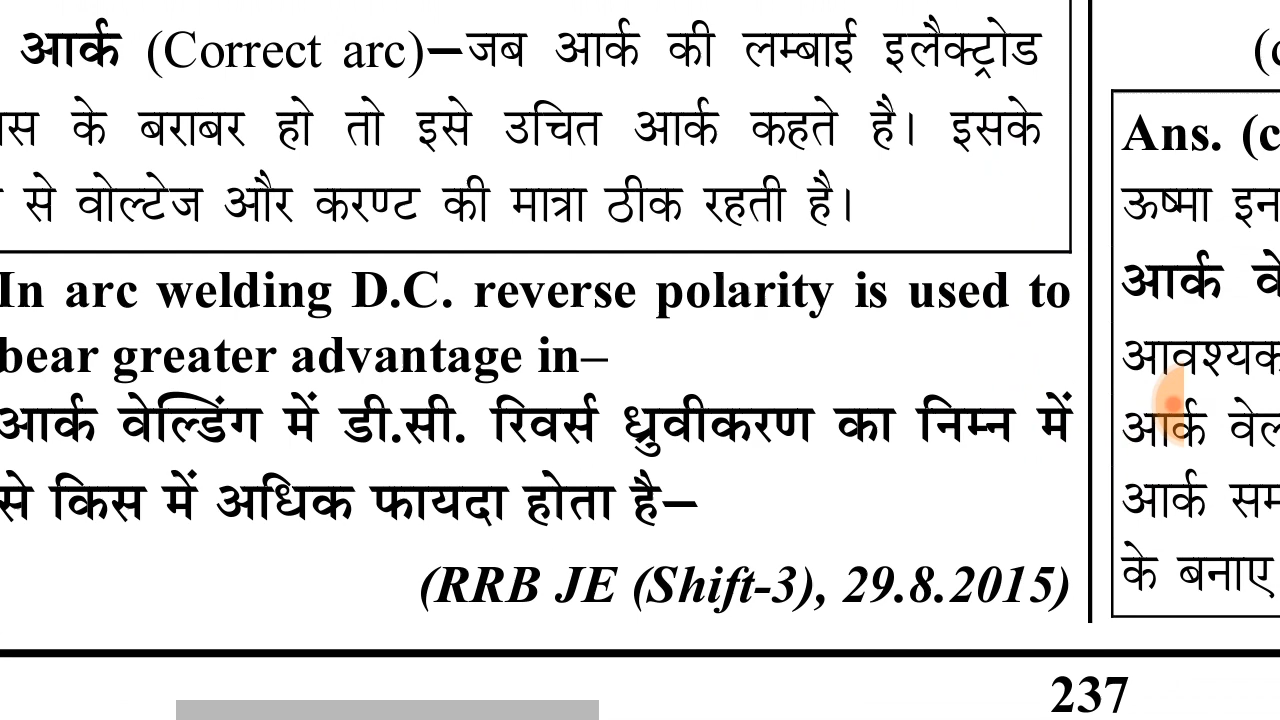 आर्क (Correct arc)–जब आर्क की लम्बाई इलैक्ट्रोड
के बराबर हो तो इसे उचित आर्क कहते है। इसके
से वोल्टेज और करण्ट की मात्रा ठीक रहती है।
In arc welding D.C. reverse polarity is used to
bear greater advantage in–
आर्क वेल्डिंग में डी.सी. रिवर्स ध्रुवीकरण का निम्न में
से किस में अधिक फायदा होता है–
(RRB JE (Shift-3), 29.8.2015)
(c
Ans. (c
ऊष्मा इन
आर्क वे
आवश्यक
आर्क वेल
आर्क सम
के बनाए
237